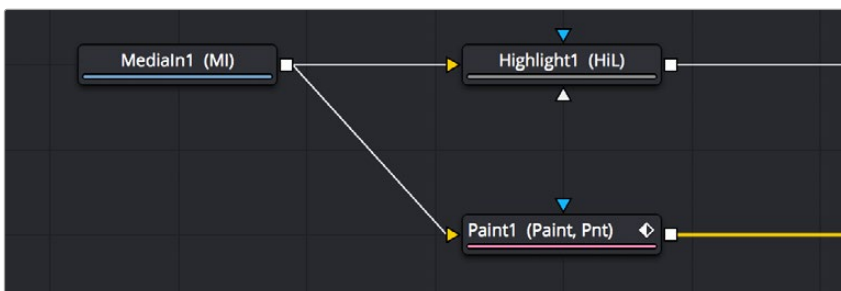 MediaIn1 (MI)
Highlight1 (HiL)
Paint1 (Paint, Pnt)